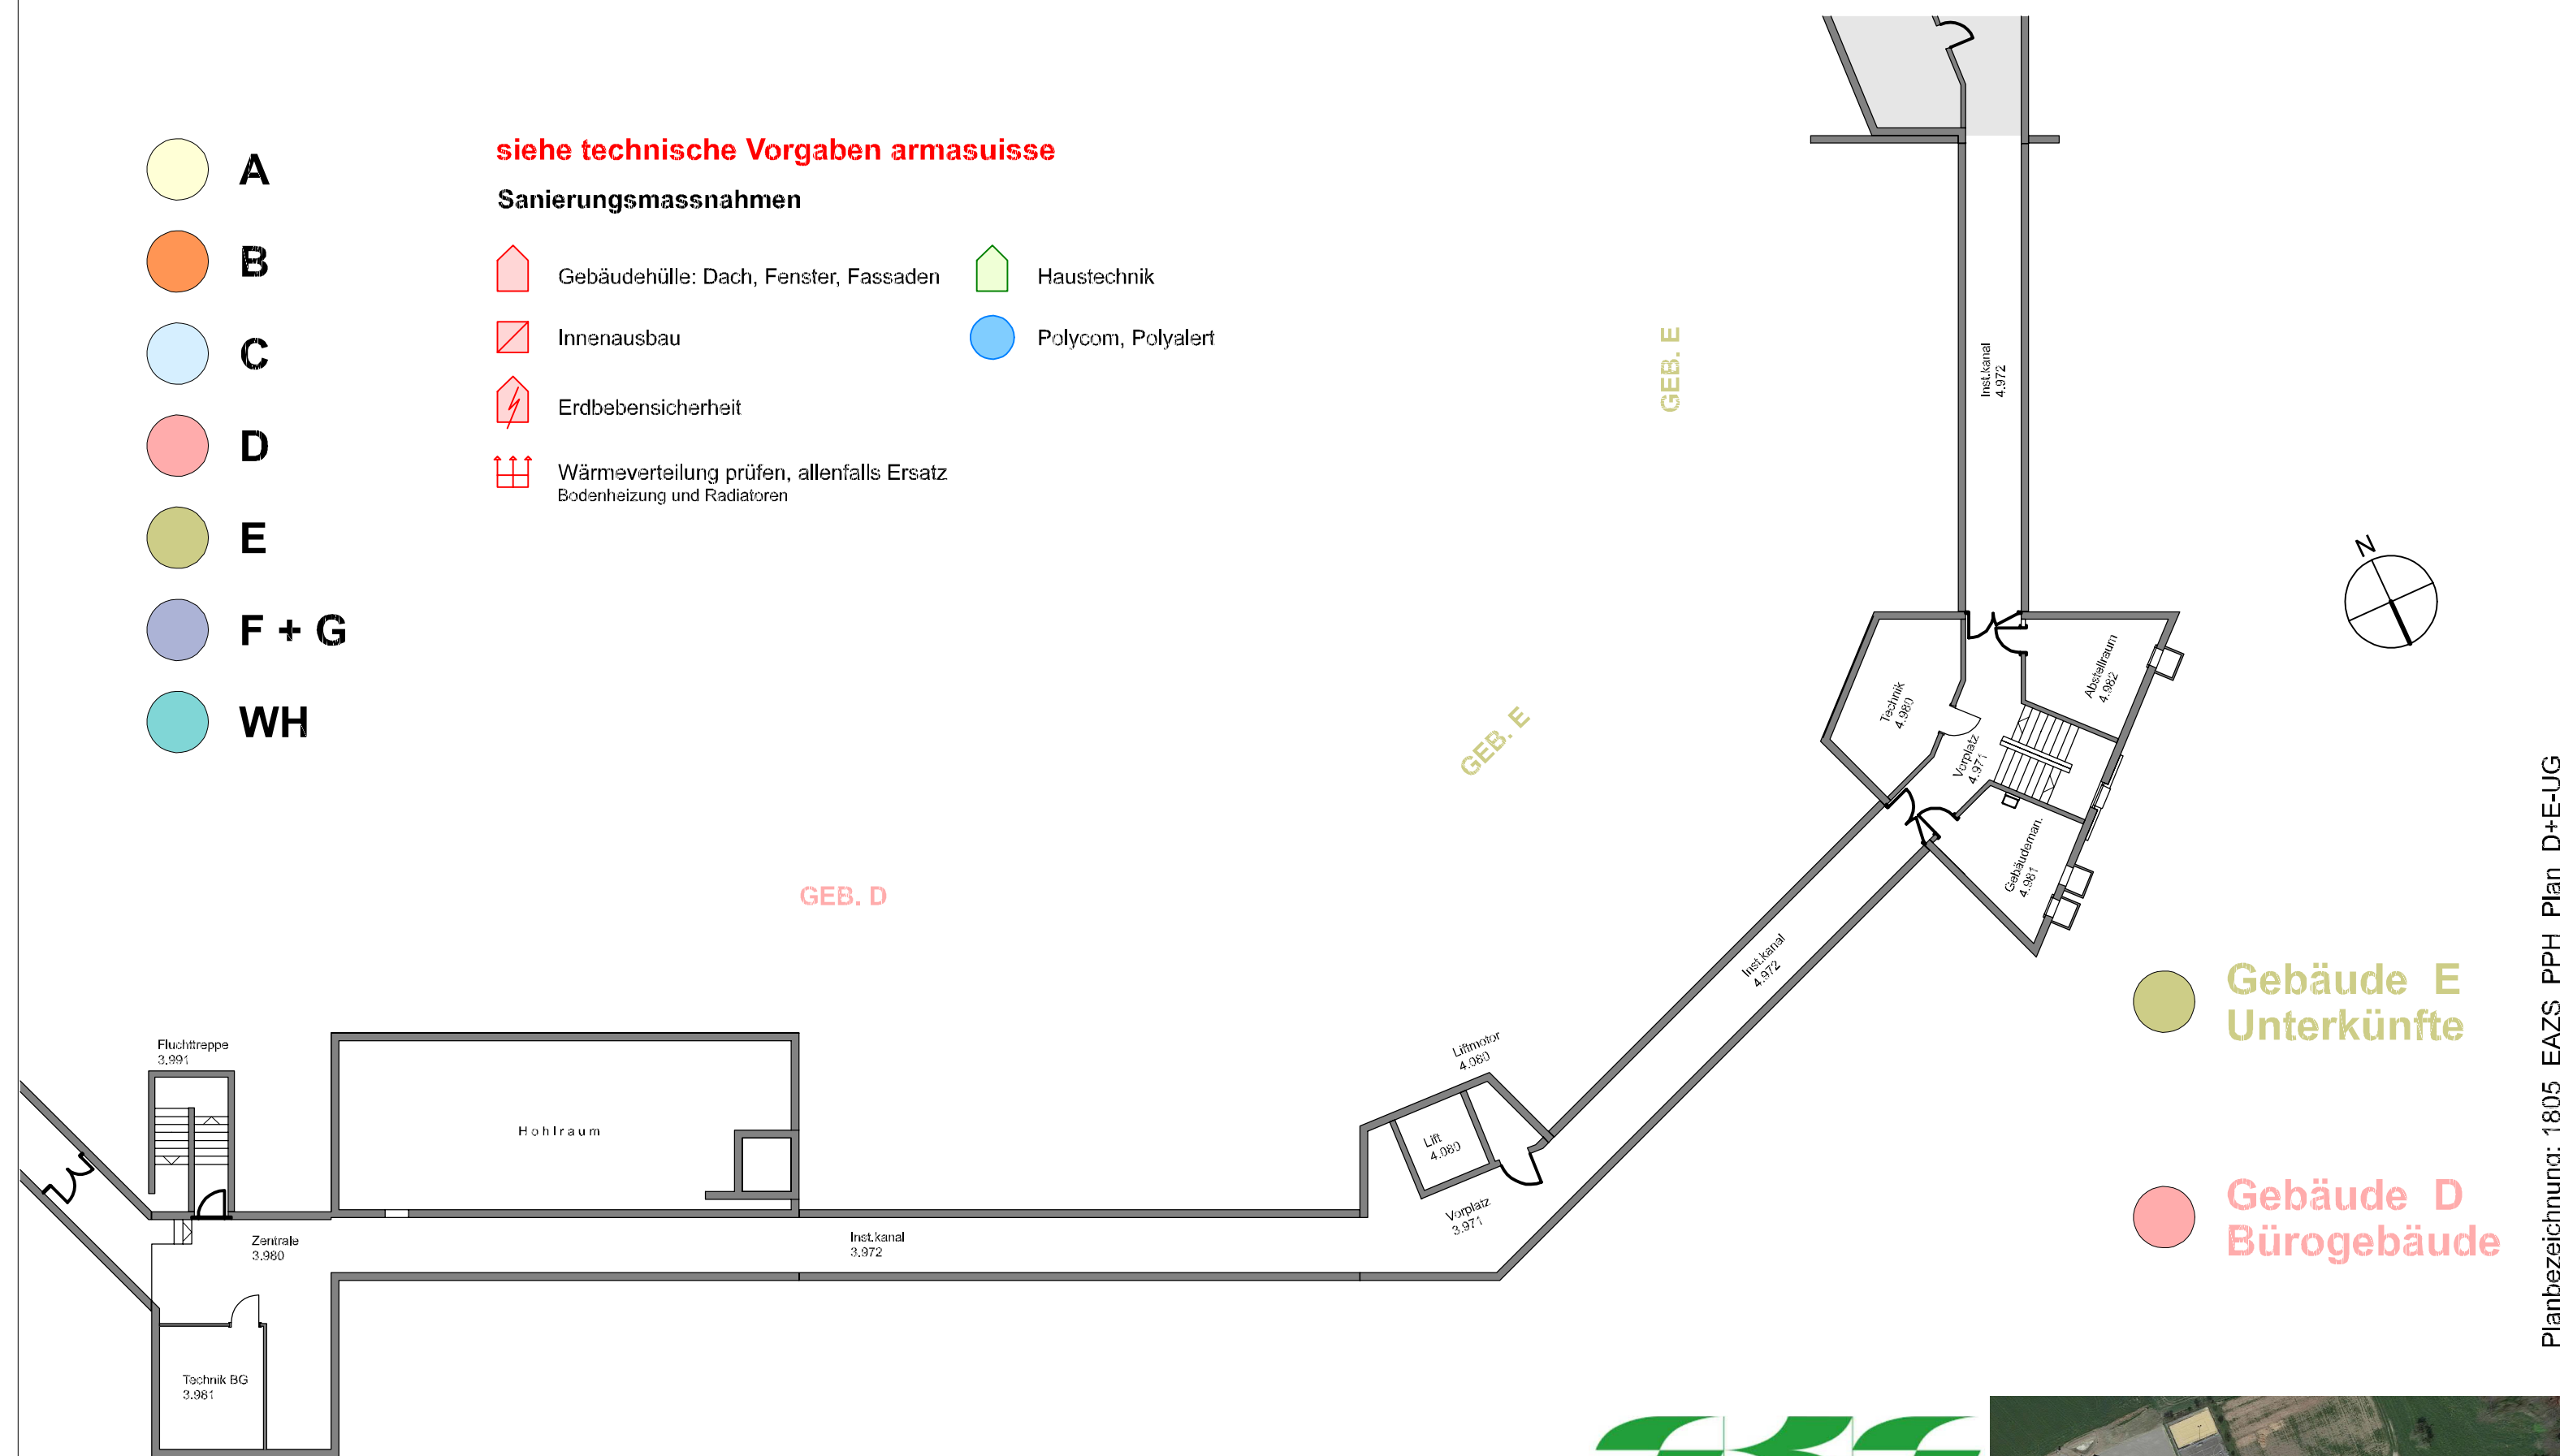 A
B
C
D
E
F + G
WH
siehe technische Vorgaben armasuisse
Sanierungsmassnahmen
Gebäudehülle: Dach, Fenster, Fassaden
Haustechnik
Innenausbau
Polycom, Polyalert
Erdbebensicherheit
Wärmeverteilung prüfen, allenfalls Ersatz
Bodenheizung und Radiatoren
GEB. E
Inst.kanal
4.972
N
Abstellraum
4.982
Technik
4.980
Vorplatz
4.971
GEB. E
Gebäudeman.
4.981
GEB. D
Inst.kanal
4.972
Gebäude E
Unterkünfte
Fluchttreppe
3.991
Liftmotor
4.080
Hohlraum
Lift
4.080
Vorplatz
3.971
Zentrale
3.980
Inst.kanal
3.972
Gebäude D
Bürogebäude
Technik BG
3.981
Planbezeichnung: 1805 EAZS PPH Plan D+E-UG